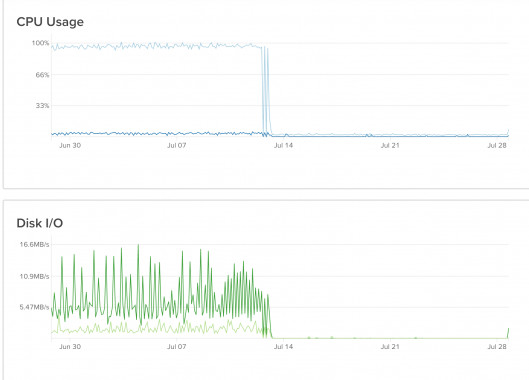 CPU Usage
100%
66%
33%
Jun 30 Jul 07 Jul 14 Jul 21 Jul 28
Disk I/O
16.6MB/s
10.9MB/s
5.47MB/s
Jun 30 Jul 07 Jul 14 Jul 21 Jul 28